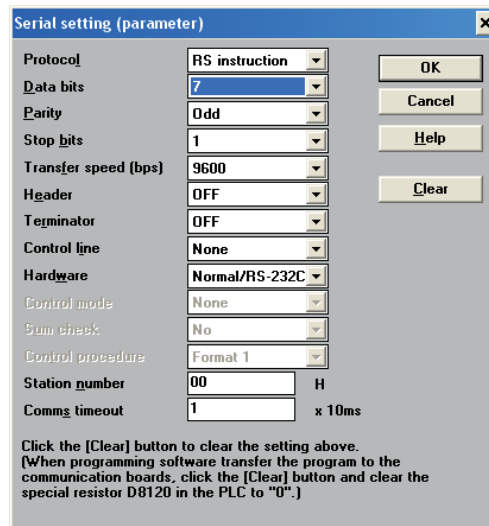 Serial setting (parameter)
Protocol RS instruction
OK
Data bits 7
Cancel
Parity Odd
Stop bits 1
Help
Transfer speed (bps) 9600
Header OFF
Clear
Terminator OFF
Control line None
Hardware Normal/RS-232C
Control mode None
Sum check No
Control procedure Format 1
Station number 00 H
Comms timeout 1 x 10ms
Click the [Clear] button to clear the setting above.
(When programming software transfer the program to the
communication boards, click the [Clear] button and clear the
special resistor D8120 in the PLC to "0".)